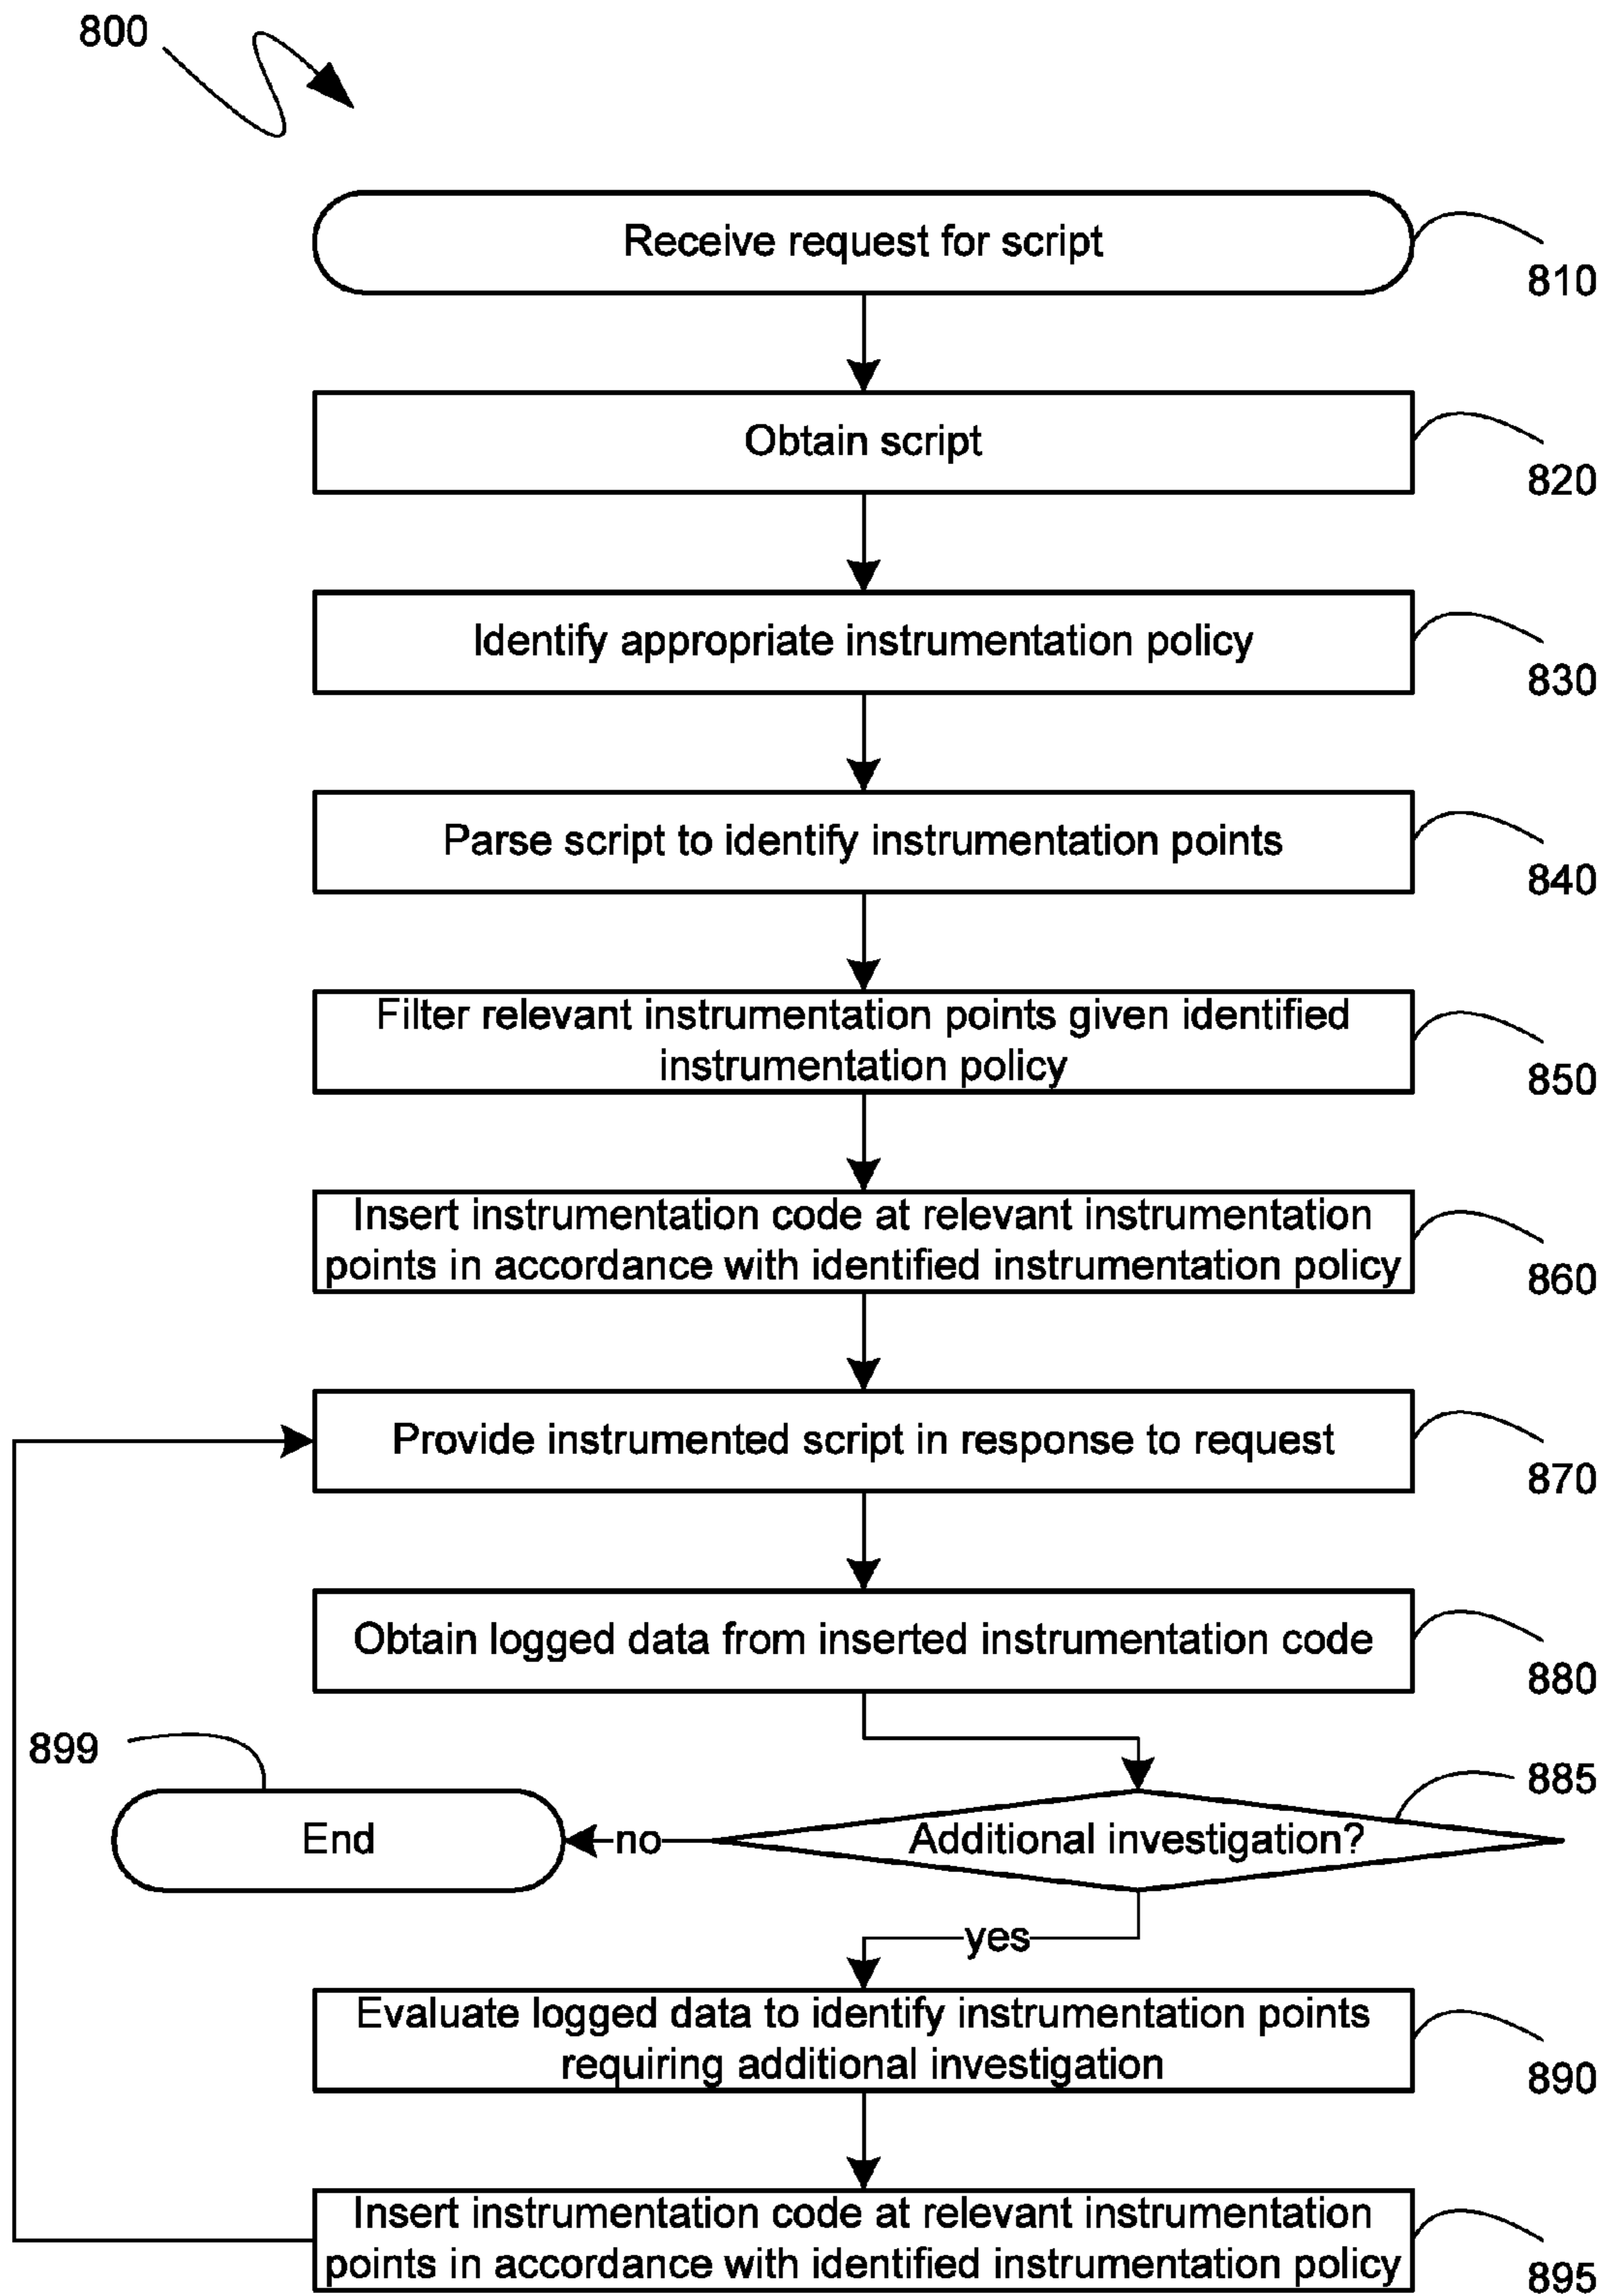 800
Receive request for script
810
Obtain script
820
Identify appropriate instrumentation policy
830
Parse script to identify instrumentation points
840
Filter relevant instrumentation points given identified
instrumentation policy
850
Insert instrumentation code at relevant instrumentation
points in accordance with identified instrumentation policy
860
Provide instrumented script in response to request
870
Obtain logged data from inserted instrumentation code
880
899
885
End
no
Additional investigation?
yes
Evaluate logged data to identify instrumentation points
requiring additional investigation
890
Insert instrumentation code at relevant instrumentation
points in accordance with identified instrumentation policy
895